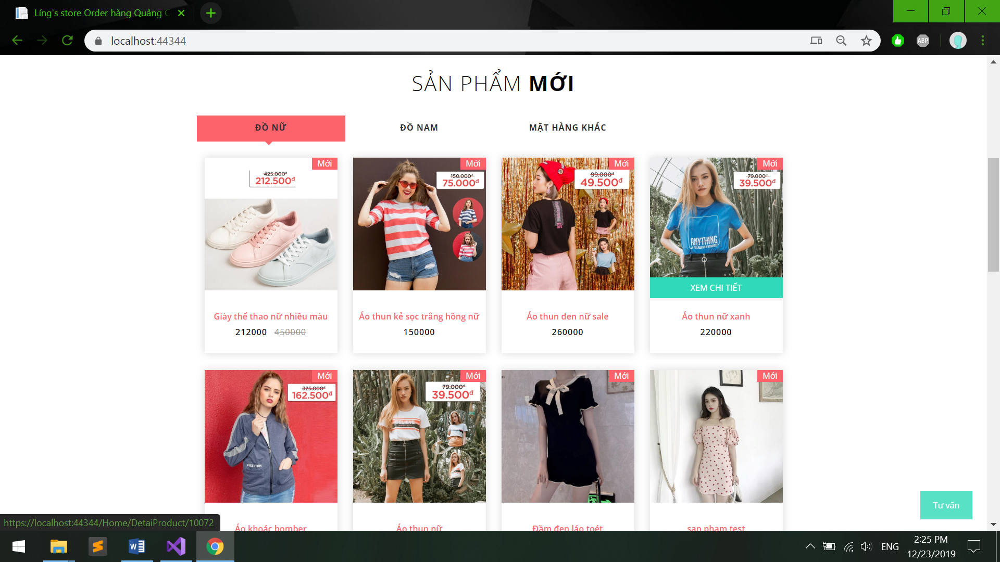 Líng's store Order hàng Quảng C
localhost:44344
ABP
SẢN PHẨM MỚI
ĐỒ NỮ
ĐỒ NAM
MẶT HÀNG KHÁC
Mới
425.000đ
212.500đ
Giày thể thao nữ nhiều màu
212000 450000
Mới
150.000đ
75.000đ
Áo thun kẻ sọc trắng hồng nữ
150000
Mới
99.000đ
49.500đ
Áo thun đen nữ sale
260000
Mới
79.000đ
39.500đ
ANYTHING
XEM CHI TIẾT
Áo thun nữ xanh
220000
Mới
325.000đ
162.500đ
REVOLUTION
Áo khoác bomber
Mới
79.000đ
39.500đ
BELIEVE
Áo thun nữ
Mới
Đầm đen láo toét
Mới
san pham test
Tư vấn
https://localhost:44344/Home/DetaiProduct/10072
ENG
2:25 PM
12/23/2019